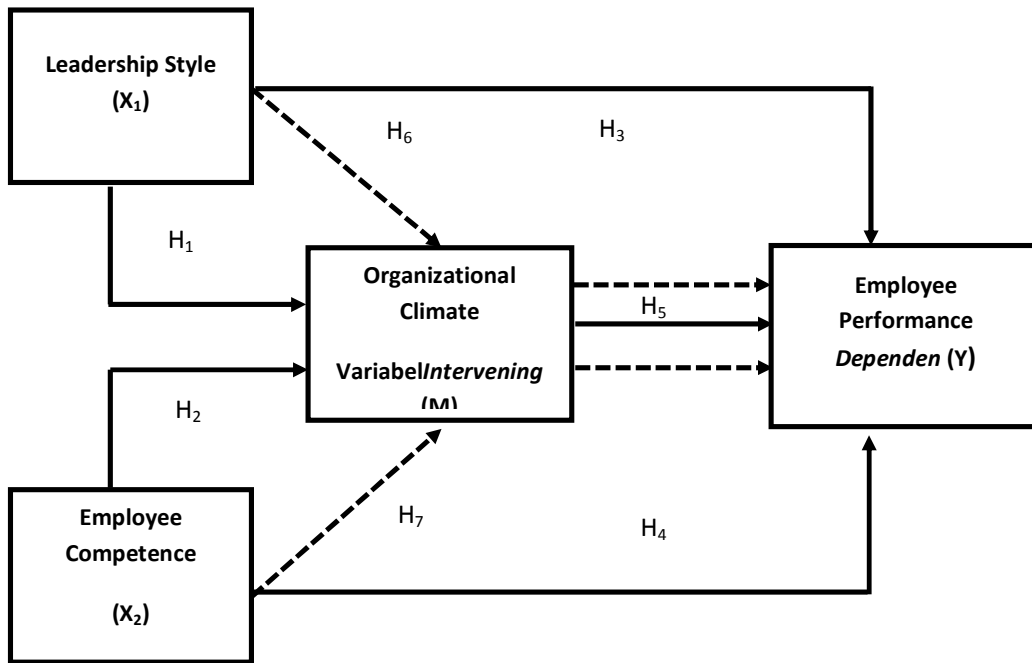 Leadership Style
(X₁)
H₆
H₃
H₁
Organizational
Climate
VariabelIntervening
(M)
H₅
Employee
Performance
Dependen (Y)
H₂
Employee
Competence
(X₂)
H₇
H₄